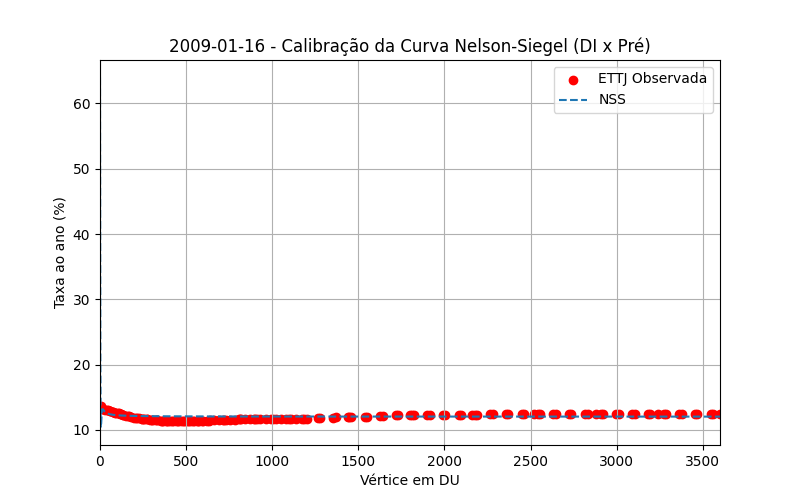 2009-01-16 - Calibração da Curva Nelson-Siegel (DI x Pré)
ETTJ Observada
NSS
Taxa ao ano (%)
60
50
40
30
20
10
0
500
1000
1500
2000
2500
3000
3500
Vértice em DU